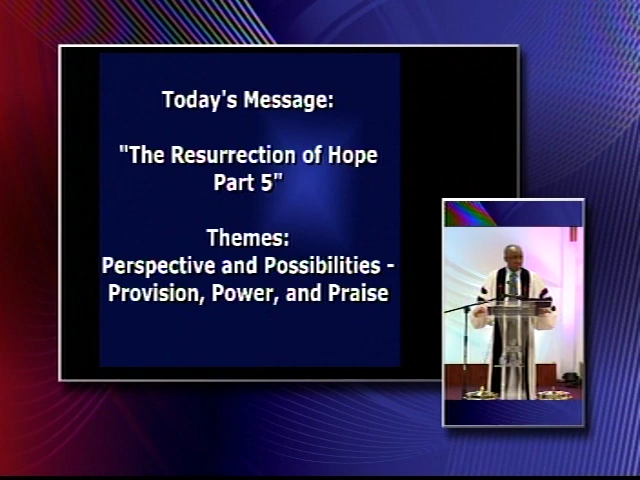 Today's Message:
"The Resurrection of Hope
Part 5"
Themes:
Perspective and Possibilities -
Provision, Power, and Praise